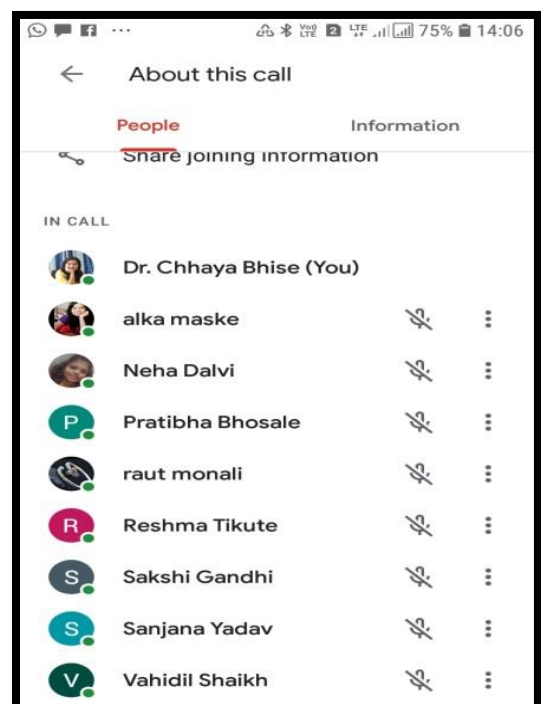 75% 14:06
About this call
People Information
Share joining information
IN CALL
Dr. Chhaya Bhise (You)
alka maske
Neha Dalvi
P Pratibha Bhosale
raut monali
R Reshma Tikute
S Sakshi Gandhi
S Sanjana Yadav
V Vahidil Shaikh